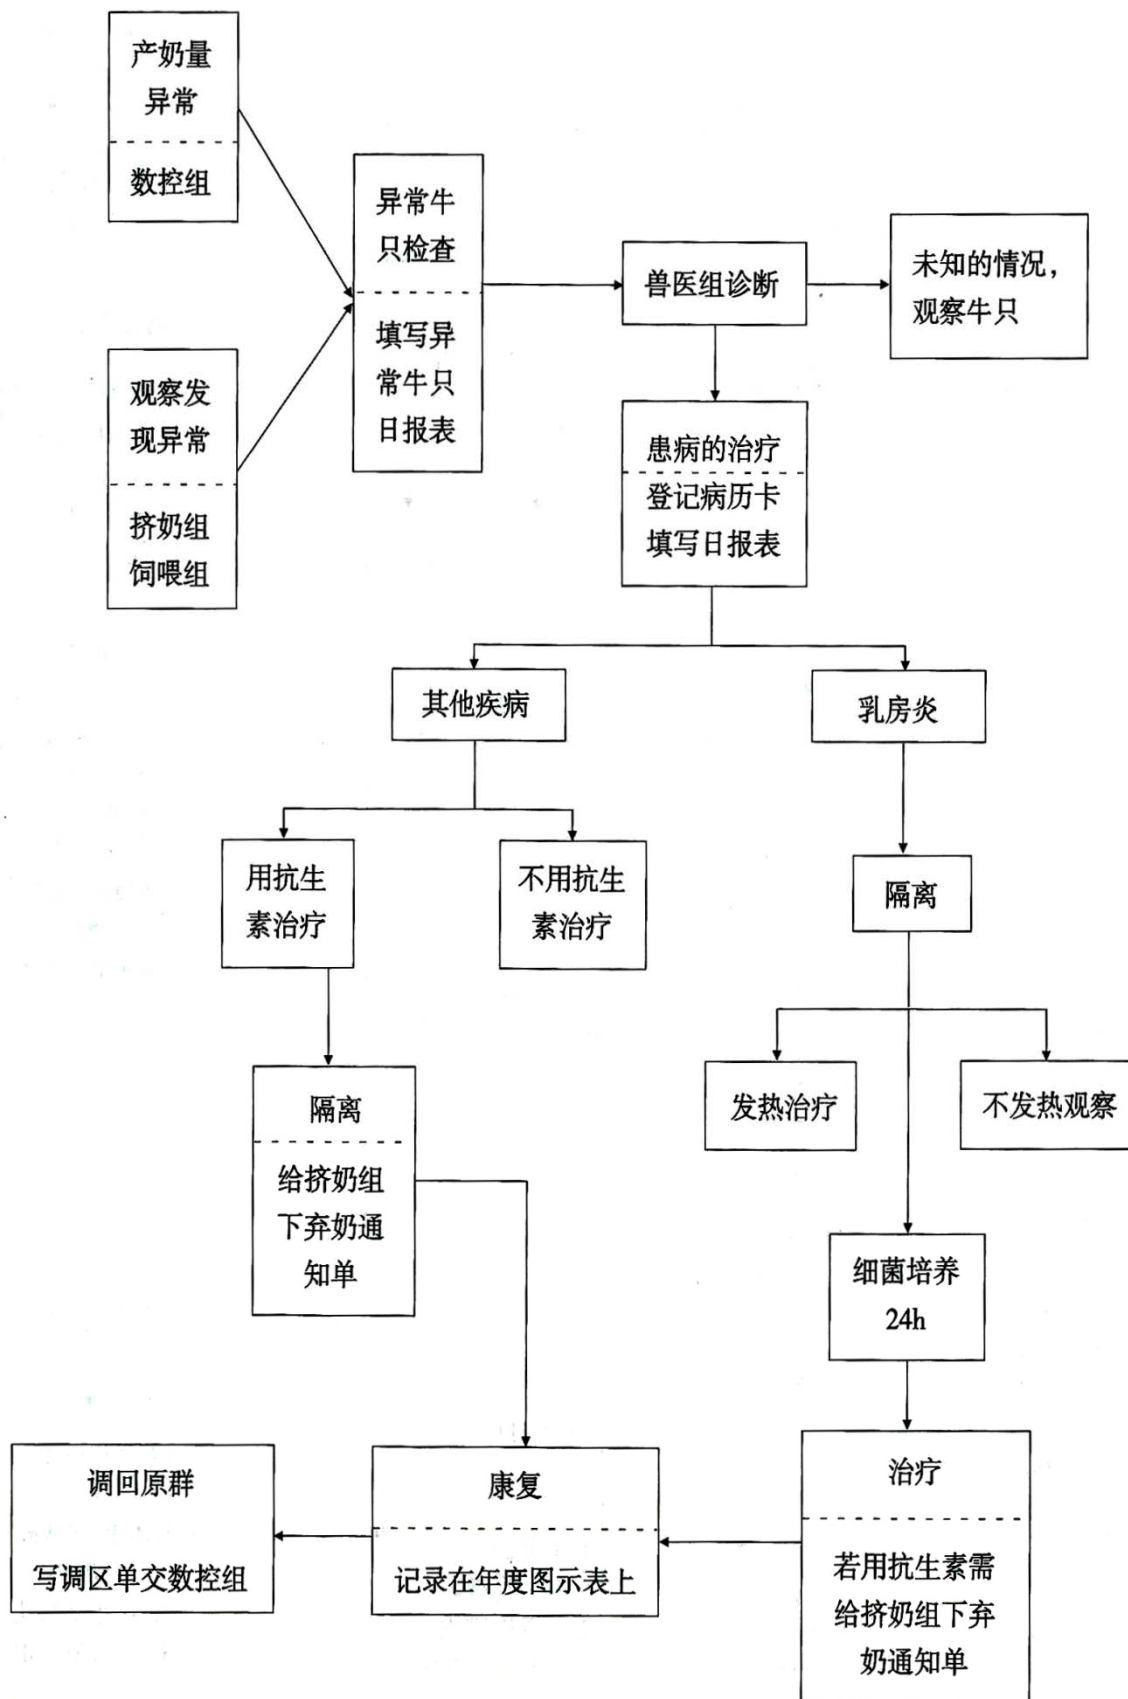 产奶量
异常
数控组
观察发
现异常
挤奶组
饲喂组
异常牛
只检查
填写异
常牛只
日报表
兽医组诊断
未知的情况，
观察牛只
患病的治疗
登记病历卡
填写日报表
其他疾病
乳房炎
用抗生
素治疗
不用抗生
素治疗
隔离
隔离
给挤奶组
下弃奶通
知单
发热治疗
不发热观察
细菌培养
24h
治疗
若用抗生素需
给挤奶组下弃
奶通知单
康复
记录在年度图示表上
调回原群
写调区单交数控组